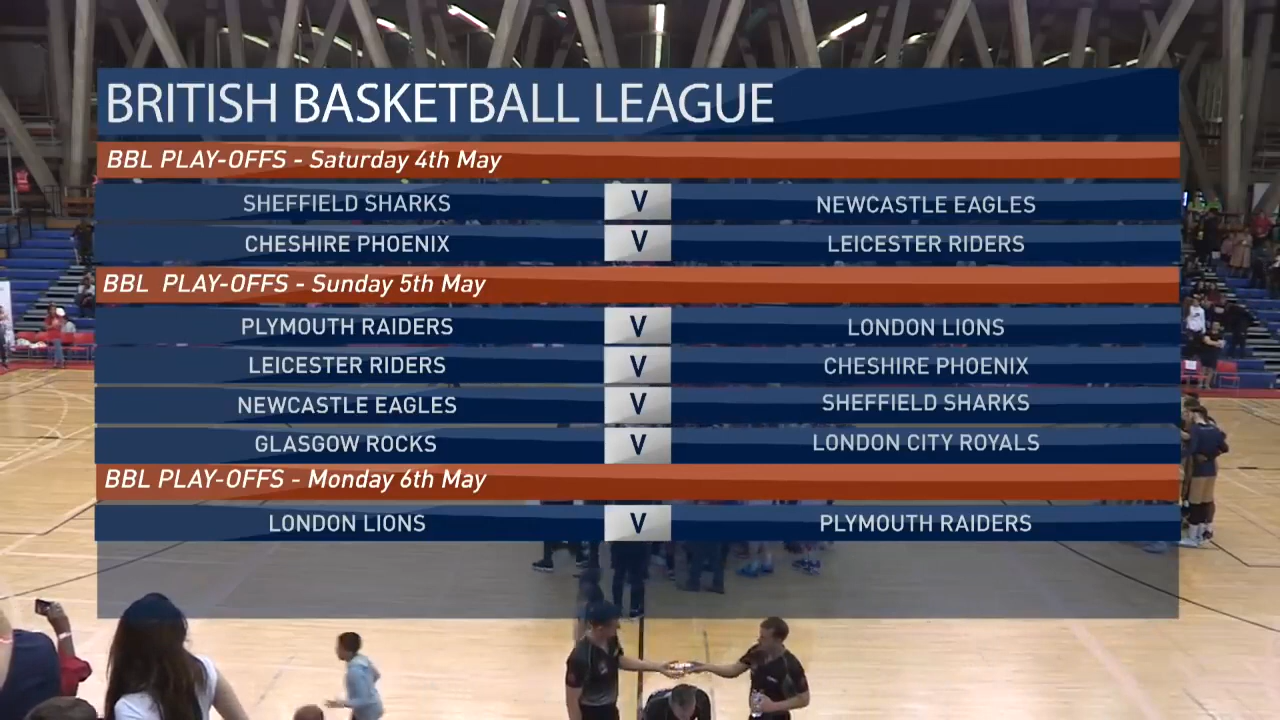 BRITISH BASKETBALL LEAGUE
BBL PLAY-OFFS - Saturday 4th May
SHEFFIELD SHARKS V NEWCASTLE EAGLES
CHESHIRE PHOENIX V LEICESTER RIDERS
BBL PLAY-OFFS - Sunday 5th May
PLYMOUTH RAIDERS V LONDON LIONS
LEICESTER RIDERS V CHESHIRE PHOENIX
NEWCASTLE EAGLES V SHEFFIELD SHARKS
GLASGOW ROCKS V LONDON CITY ROYALS
BBL PLAY-OFFS - Monday 6th May
LONDON LIONS V PLYMOUTH RAIDERS